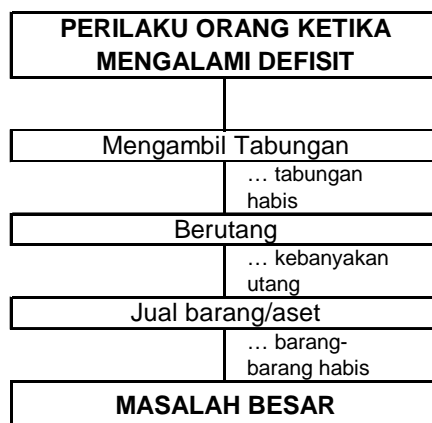 PERILAKU ORANG KETIKA
MENGALAMI DEFISIT
Mengambil Tabungan
… tabungan
habis
Berutang
… kebanyakan
utang
Jual barang/aset
… barang-
barang habis
MASALAH BESAR